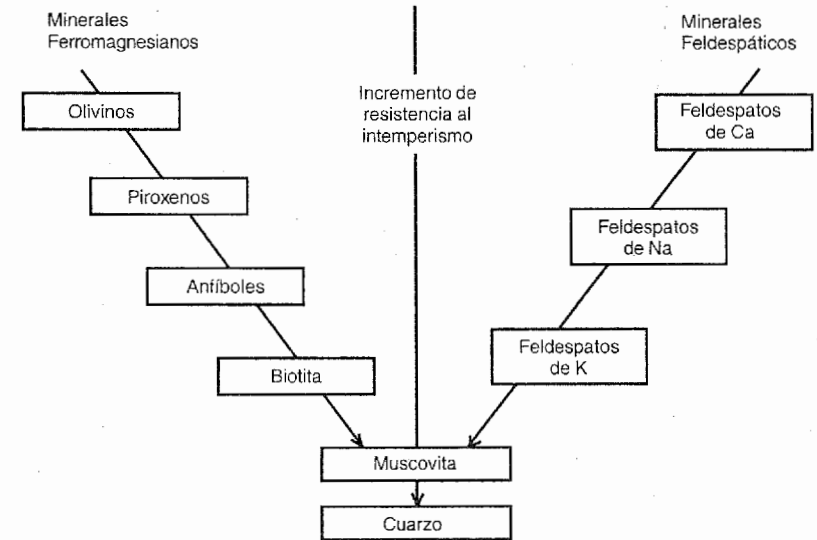 Minerales
Ferromagnesianos
Minerales
Feldespáticos
Incremento de
resistencia al
intemperismo
Olivinos
Feldespatos
de Ca
Piroxenos
Feldespatos
de Na
Anfíboles
Feldespatos
de K
Biotita
Muscovita
Cuarzo